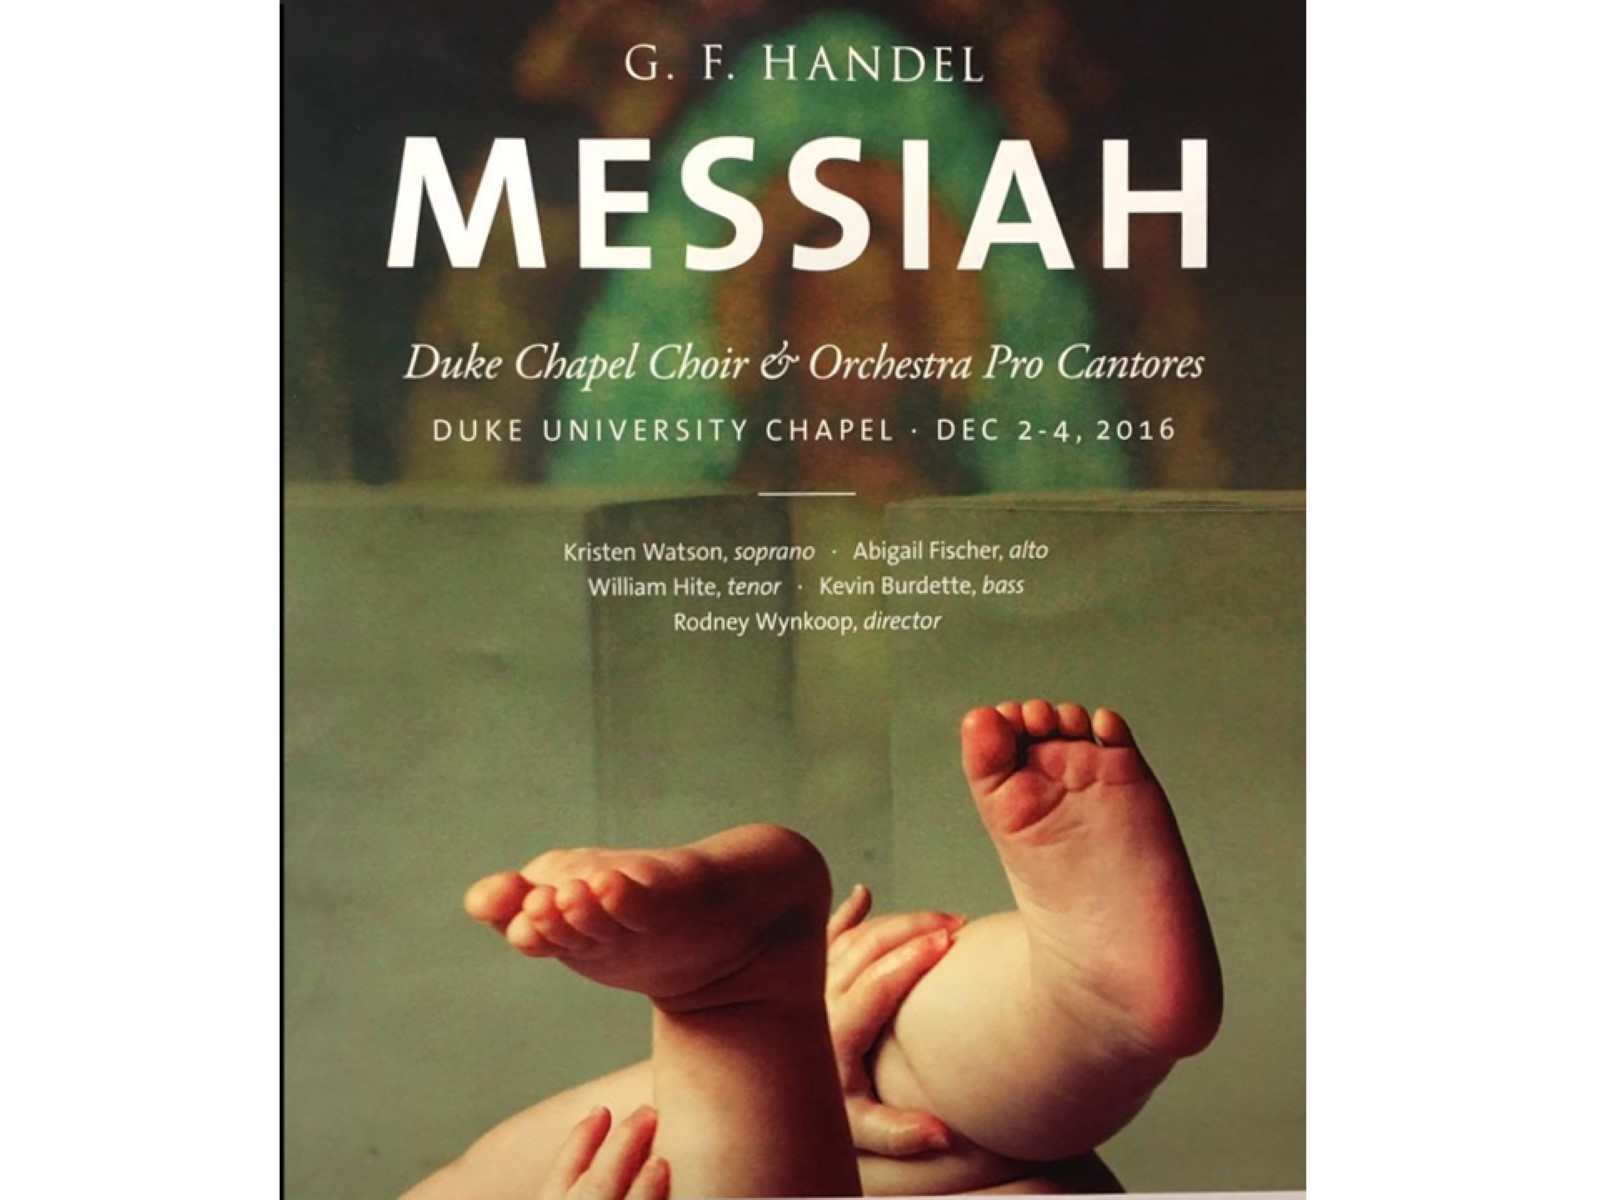 G. F. HANDEL
MESSIAH
Duke Chapel Choir & Orchestra Pro Cantores
DUKE UNIVERSITY CHAPEL · DEC 2-4, 2016
Kristen Watson, soprano · Abigail Fischer, alto
William Hite, tenor · Kevin Burdette, bass
Rodney Wynkoop, director